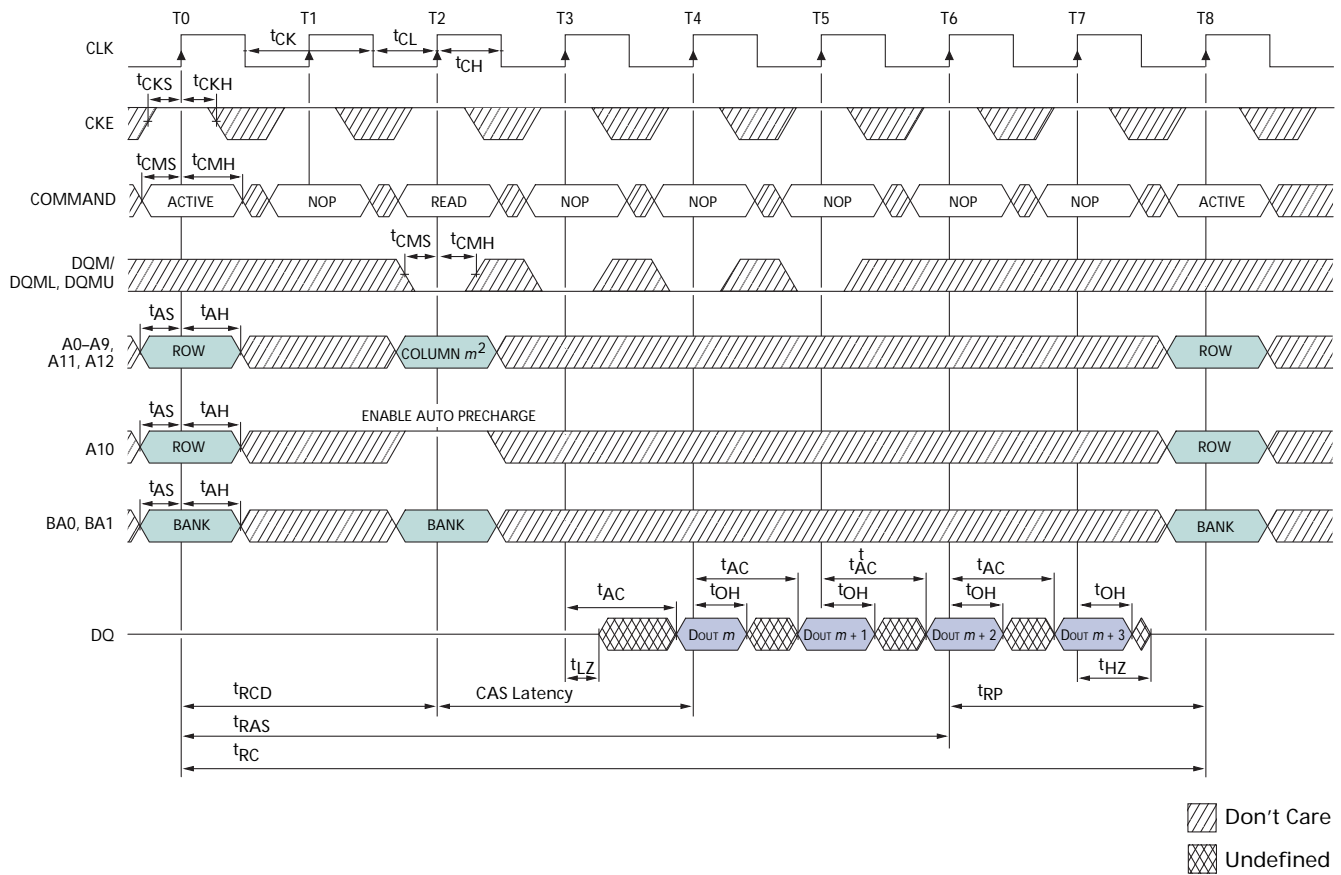 T0 T1 T2 T3 T4 T5 T6 T7 T8
CLK
tCK tCL
tCH
tCKS tCKH
CKE
tCMS tCMH
COMMAND ACTIVE NOP READ NOP NOP NOP NOP NOP ACTIVE
tCMS tCMH
DQM/
DQML, DQMU
tAS tAH
A0–A9,
A11, A12
ROW COLUMN m2 ROW
tAS tAH ENABLE AUTO PRECHARGE
A10 ROW ROW
tAS tAH
BA0, BA1 BANK BANK BANK
t
tAC tAC tAC
tAC tOH tOH tOH tOH
DQ DOUT m DOUT m + 1 DOUT m + 2 DOUT m + 3
tLZ tHZ
tRCD CAS Latency tRP
tRAS
tRC
Don't Care
Undefined